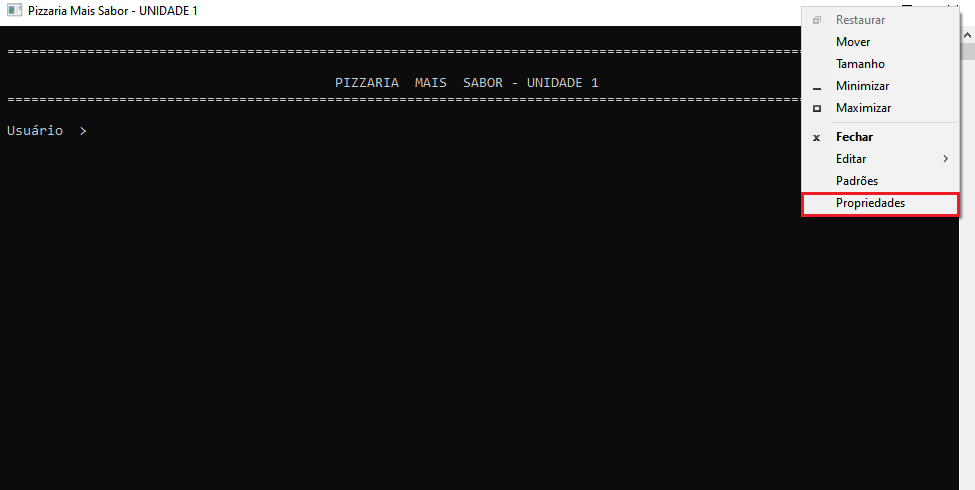 Pizzaria Mais Sabor - UNIDADE 1
====================================================================================================
PIZZARIA  MAIS  SABOR - UNIDADE 1
====================================================================================================
Usuário  >
Restaurar
Mover
Tamanho
Minimizar
Maximizar
Fechar
Editar
Padrões
Propriedades